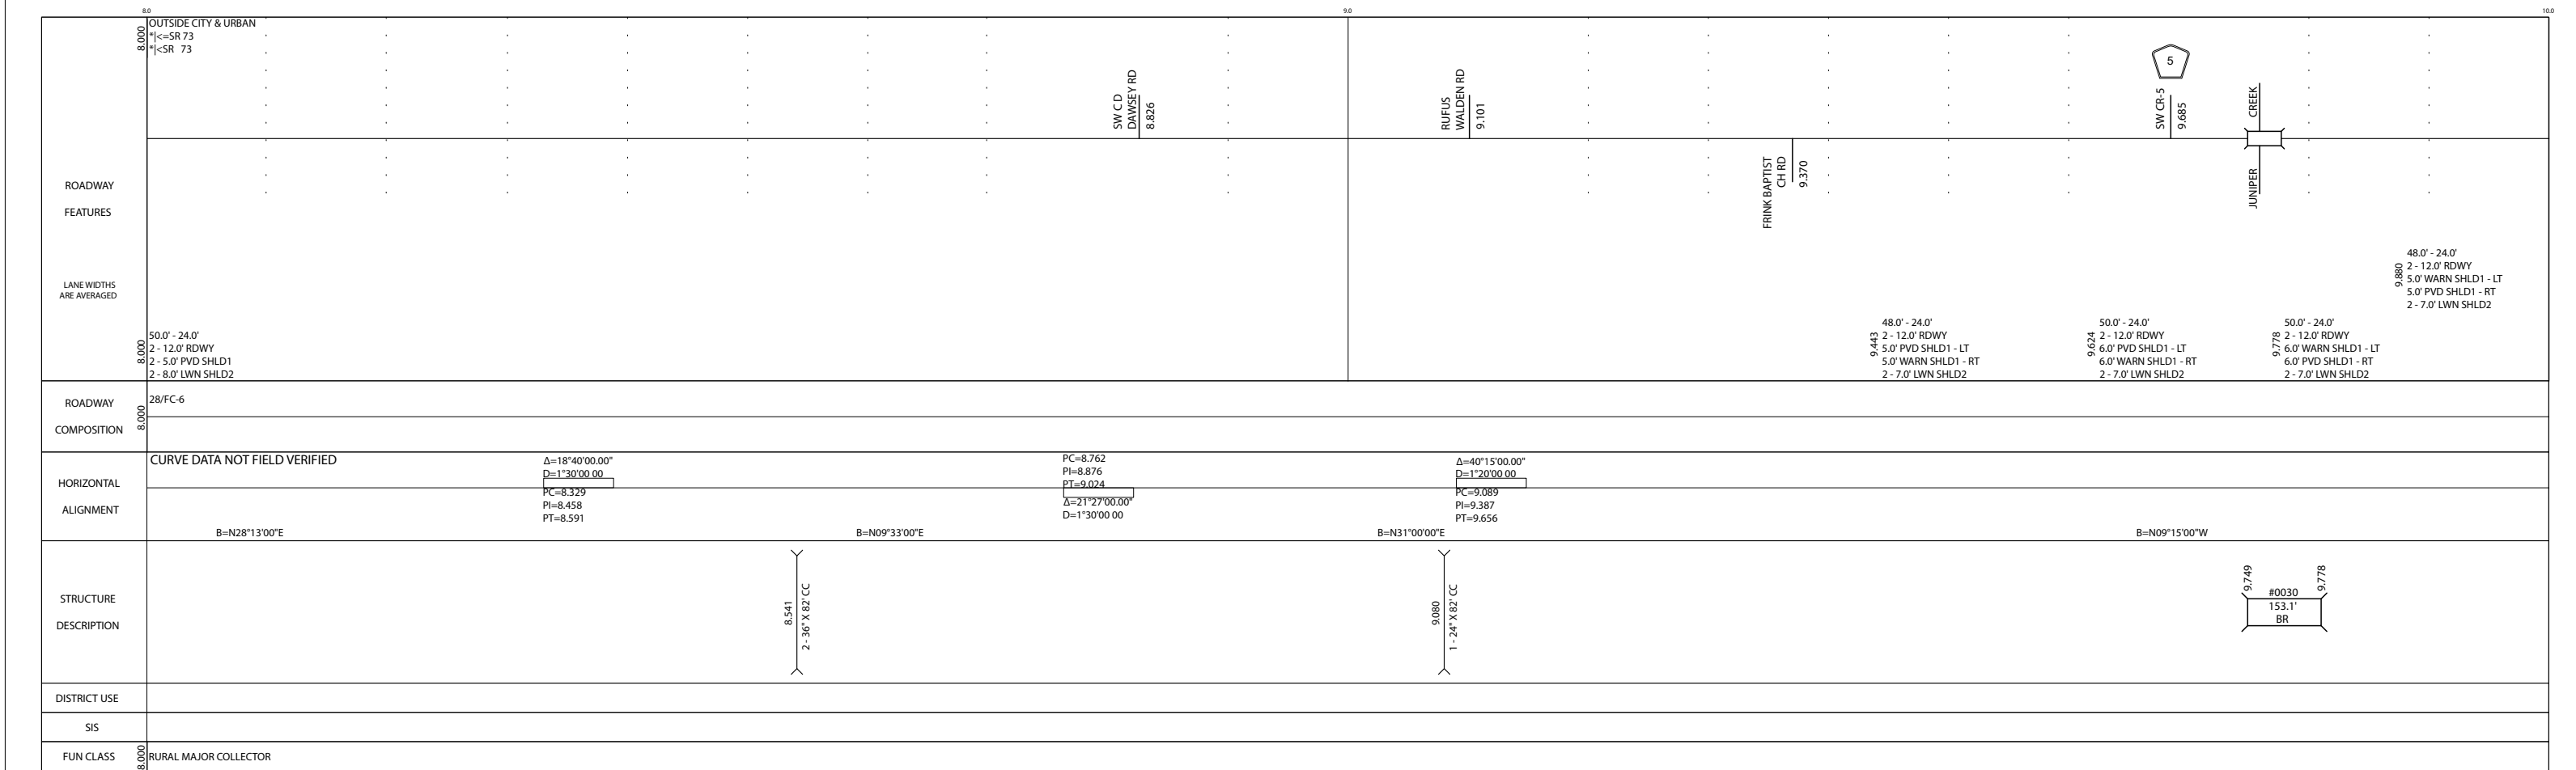 8.0
9.0
10.0
8.000
OUTSIDE CITY & URBAN
*|<=SR 73
*|<SR 73
SW C D
DAWSEY RD
8.826
RUFUS
WALDEN RD
9.101
FRINK BAPTIST
CH RD
9.370
5
SW CR-5
9.685
CREEK
JUNIPER
ROADWAY
FEATURES
LANE WIDTHS
ARE AVERAGED
8.000
50.0' - 24.0'
2 - 12.0' RDWY
2 - 5.0' PVD SHLD1
2 - 8.0' LWN SHLD2
9.443
48.0' - 24.0'
2 - 12.0' RDWY
5.0' PVD SHLD1 - LT
5.0' WARN SHLD1 - RT
2 - 7.0' LWN SHLD2
9.624
50.0' - 24.0'
2 - 12.0' RDWY
6.0' PVD SHLD1 - LT
6.0' WARN SHLD1 - RT
2 - 7.0' LWN SHLD2
9.778
50.0' - 24.0'
2 - 12.0' RDWY
6.0' WARN SHLD1 - LT
6.0' PVD SHLD1 - RT
2 - 7.0' LWN SHLD2
9.880
48.0' - 24.0'
2 - 12.0' RDWY
5.0' WARN SHLD1 - LT
5.0' PVD SHLD1 - RT
2 - 7.0' LWN SHLD2
ROADWAY
COMPOSITION
8.000
28/FC-6
HORIZONTAL
ALIGNMENT
CURVE DATA NOT FIELD VERIFIED
Δ=18°40'00.00"
D=1°30'00 00
PC=8.329
PI=8.458
PT=8.591
PC=8.762
PI=8.876
PT=9.024
Δ=21°27'00.00"
D=1°30'00 00
Δ=40°15'00.00"
D=1°20'00 00
PC=9.089
PI=9.387
PT=9.656
B=N28°13'00"E
B=N09°33'00"E
B=N31°00'00"E
B=N09°15'00"W
STRUCTURE
DESCRIPTION
8.541
2 - 36" X 82' CC
9.080
1 - 24" X 82' CC
9.749
9.778
#0030
153.1'
BR
DISTRICT USE
SIS
FUN CLASS
8.000
RURAL MAJOR COLLECTOR